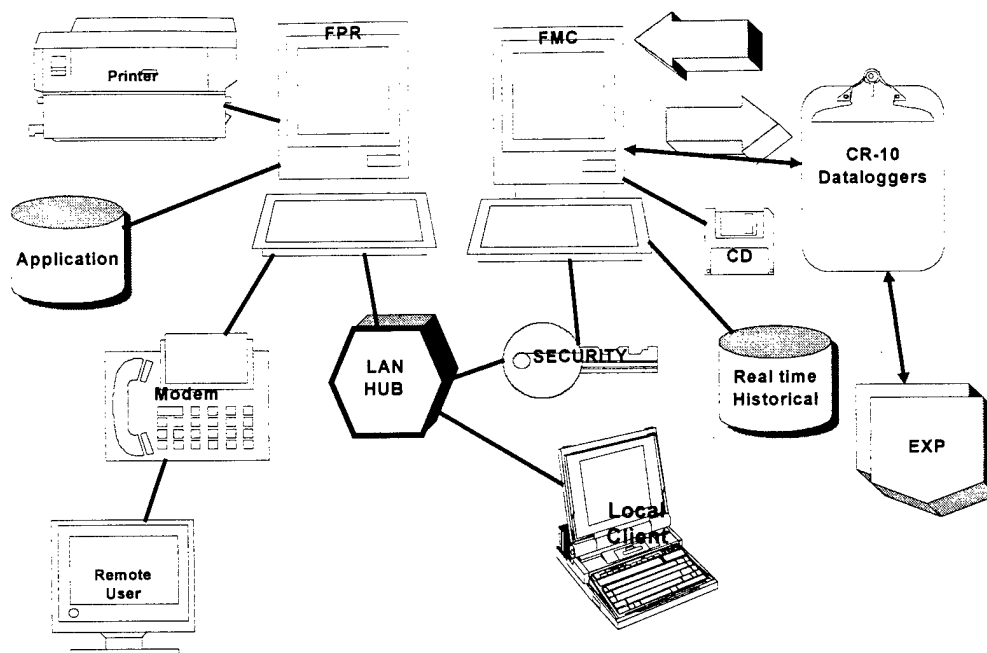 FPR
FMC
Printer
CR-10
Dataloggers
Application
CD
LAN
HUB
SECURITY
Modem
Real time
Historical
EXP
Local
Client
Remote
User